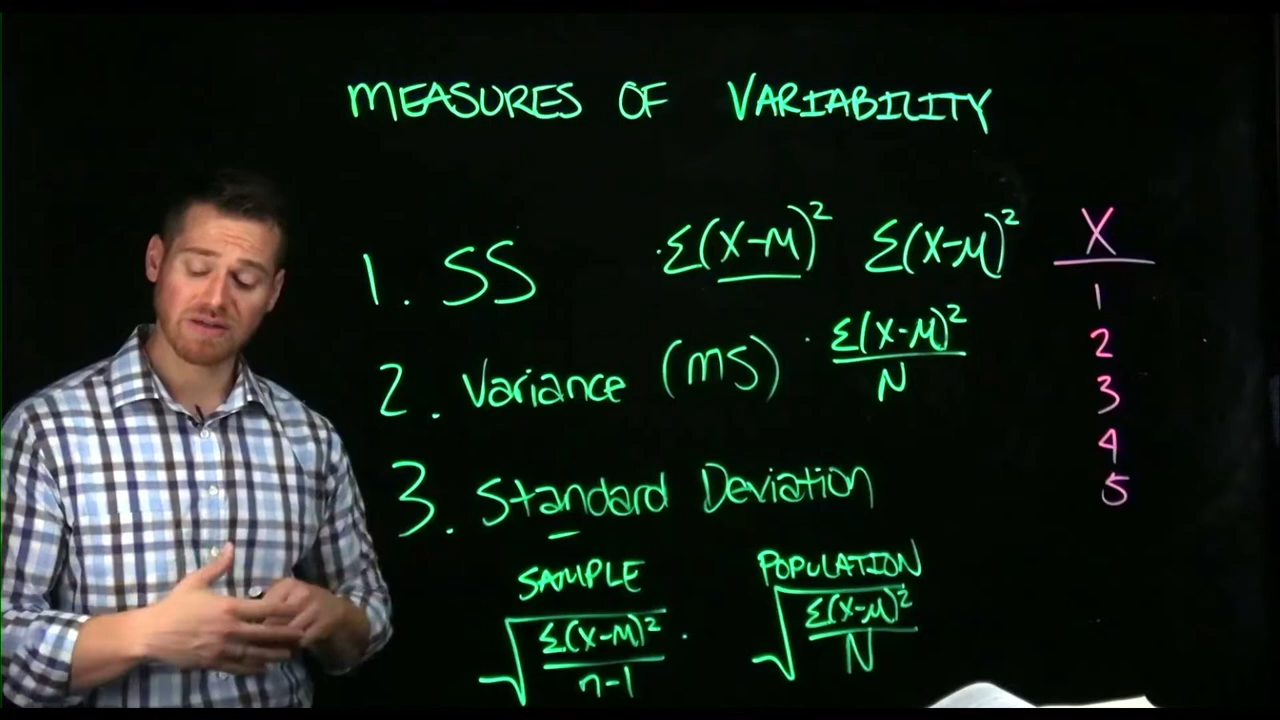 MEASURES OF VARIABILITY
1. SS Σ(X-M)² Σ(X-μ)²
2. Variance (MS) Σ(X-μ)²/N
3. Standard Deviation
SAMPLE
√Σ(X-M)²/n-1
POPULATION
√Σ(X-μ)²/N
X
1
2
3
4
5